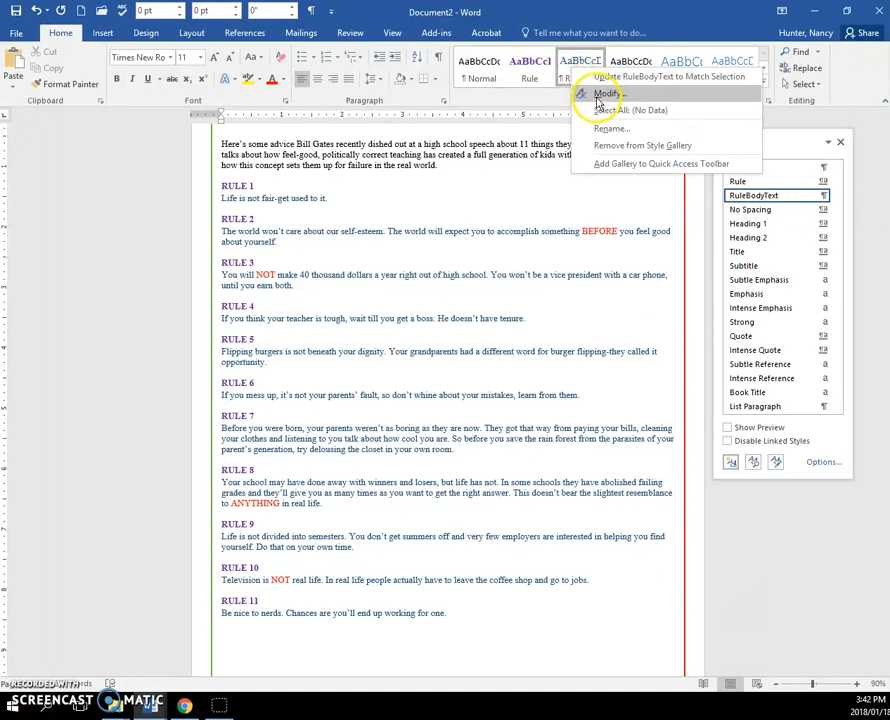 0 pt 0 pt 0" Document2 - Word
File Home Insert Draw Design Layout References Mailings Review View Add-ins Acrobat Tell me what you want to do Hunter, Nancy Share
Cut
Copy
Paste Format Painter
Times New Ro 11
Clipboard Font Paragraph
AaBbCcDc AaBbCcI AaBbCcD AaBbCcDc AaBbCc AaBbCcD
¶ Normal Rule
Find
Replace
Select
Editing
Update RuleBodyText to Match Selection
Modify...
Select All: (No Data)
Rename...
Remove from Style Gallery
Add Gallery to Quick Access Toolbar
Here's some advice Bill Gates recently dished out at a high school speech about 11 things they
talks about how feel-good, politically correct teaching has created a full generation of kids with
how this concept sets them up for failure in the real world.
RULE 1
Life is not fair-get used to it.
RULE 2
The world won't care about our self-esteem. The world will expect you to accomplish something BEFORE you feel good
about yourself.
RULE 3
You will NOT make 40 thousand dollars a year right out of high school. You won't be a vice president with a car phone,
until you earn both.
RULE 4
If you think your teacher is tough, wait till you get a boss. He doesn't have tenure.
RULE 5
Flipping burgers is not beneath your dignity. Your grandparents had a different word for burger flipping-they called it
opportunity.
RULE 6
If you mess up, it's not your parents' fault, so don't whine about your mistakes, learn from them.
RULE 7
Before you were born, your parents weren't as boring as they are now. They got that way from paying your bills, cleaning
your clothes and listening to you talk about how cool you are. So before you save the rain forest from the parasites of your
parent's generation, try delousing the closet in your own room.
RULE 8
Your school may have done away with winners and losers, but life has not. In some schools they have abolished failing
grades and they'll give you as many times as you want to get the right answer. This doesn't bear the slightest resemblance
to ANYTHING in real life.
RULE 9
Life is not divided into semesters. You don't get summers off and very few employers are interested in helping you find
yourself. Do that on your own time.
RULE 10
Television is NOT real life. In real life people actually have to leave the coffee shop and go to jobs.
RULE 11
Be nice to nerds. Chances are you'll end up working for one.
Rule
RuleBodyText
No Spacing
Heading 1
Heading 2
Title
Subtitle
Subtle Emphasis
Emphasis
Intense Emphasis
Strong
Quote
Intense Quote
Subtle Reference
Intense Reference
Book Title
List Paragraph
Show Preview
Disable Linked Styles
Options...
90%
RECORDED WITH
SCREENCAST MATIC
3:42 PM
2018/01/18